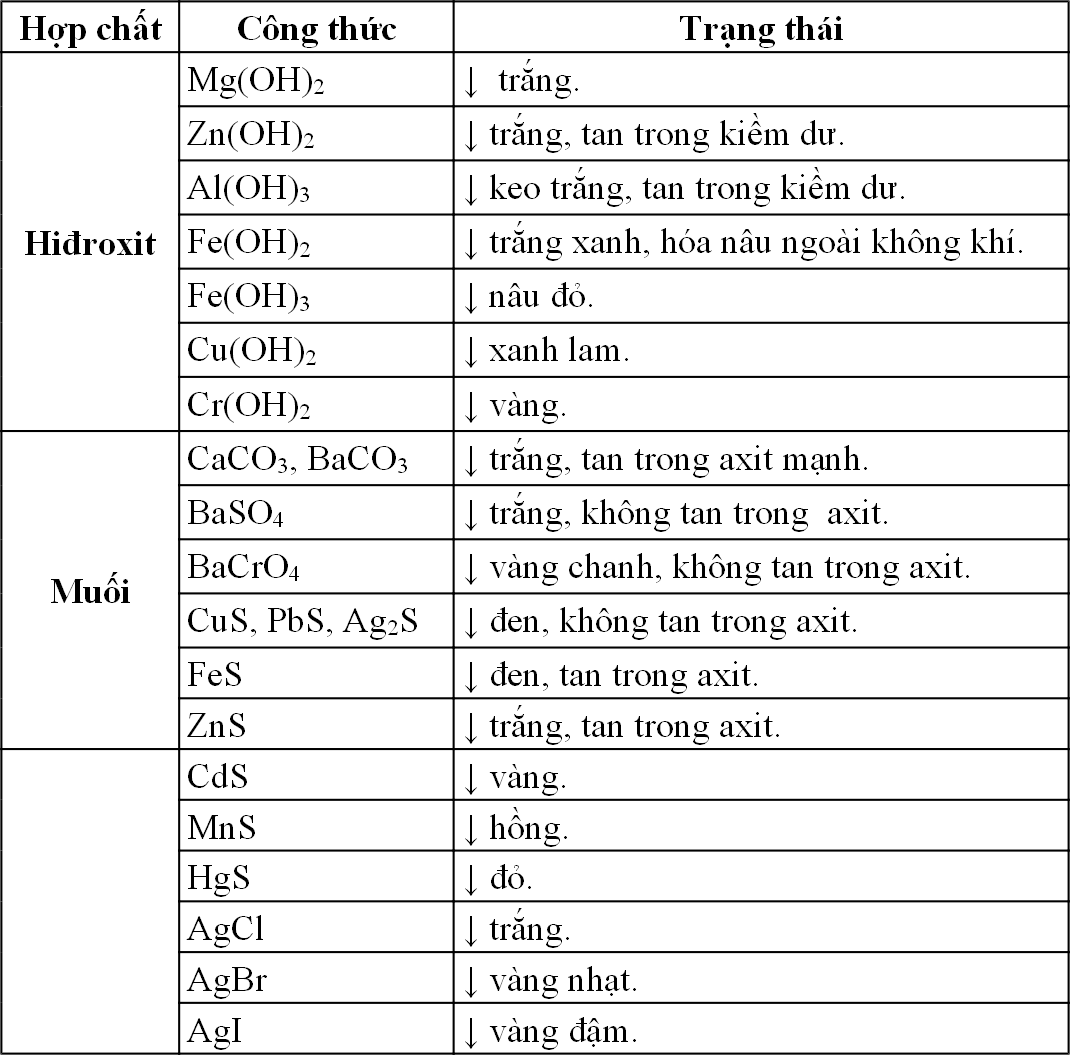 Hợp chất Công thức Trạng thái
Mg(OH)₂ ↓ trắng.
Zn(OH)₂ ↓ trắng, tan trong kiềm dư.
Al(OH)₃ ↓ keo trắng, tan trong kiềm dư.
Hiđroxit Fe(OH)₂ ↓ trắng xanh, hóa nâu ngoài không khí.
Fe(OH)₃ ↓ nâu đỏ.
Cu(OH)₂ ↓ xanh lam.
Cr(OH)₂ ↓ vàng.
CaCO₃, BaCO₃ ↓ trắng, tan trong axit mạnh.
BaSO₄ ↓ trắng, không tan trong axit.
Muối BaCrO₄ ↓ vàng chanh, không tan trong axit.
CuS, PbS, Ag₂S ↓ đen, không tan trong axit.
FeS ↓ đen, tan trong axit.
ZnS ↓ trắng, tan trong axit.
CdS ↓ vàng.
MnS ↓ hồng.
HgS ↓ đỏ.
AgCl ↓ trắng.
AgBr ↓ vàng nhạt.
AgI ↓ vàng đậm.